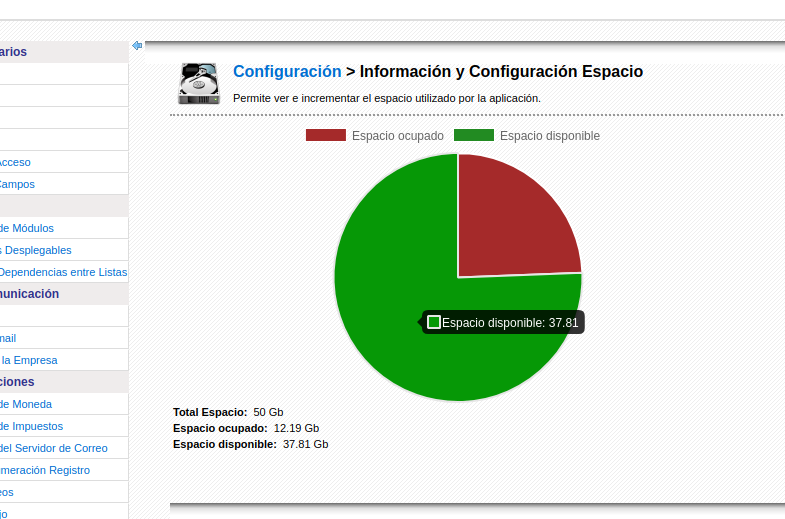 arios
Acceso
Campos
de Módulos
s Desplegables
Dependencias entre Listas
nunicación
mail
la Empresa
ciones
de Moneda
de Impuestos
del Servidor de Correo
meración Registro
eos
jo
Configuración > Información y Configuración Espacio
Permite ver e incrementar el espacio utilizado por la aplicación.
Espacio ocupado Espacio disponible
Espacio disponible: 37.81
Total Espacio: 50 Gb
Espacio ocupado: 12.19 Gb
Espacio disponible: 37.81 Gb